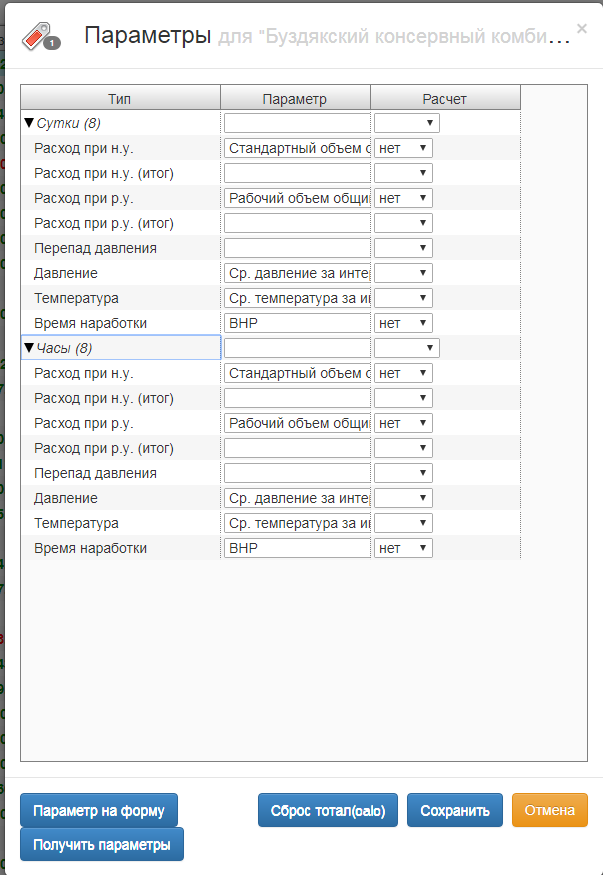 Параметры для "Буздякский консервный комби... ×
1
Тип Параметр Расчет
Сутки (8)
Расход при н.у. Стандартный объем нет
Расход при н.у. (итог)
Расход при р.у. Рабочий объем общи нет
Расход при р.у. (итог)
Перепад давления
Давление Ср. давление за инте
Температура Ср. температура за и
Время наработки ВНР нет
Часы (8)
Расход при н.у. Стандартный объем нет
Расход при н.у. (итог)
Расход при р.у. Рабочий объем общи нет
Расход при р.у. (итог)
Перепад давления
Давление Ср. давление за инте
Температура Ср. температура за и
Время наработки ВНР нет
Параметр на форму Сброс тотал(calc) Сохранить Отмена
Получить параметры